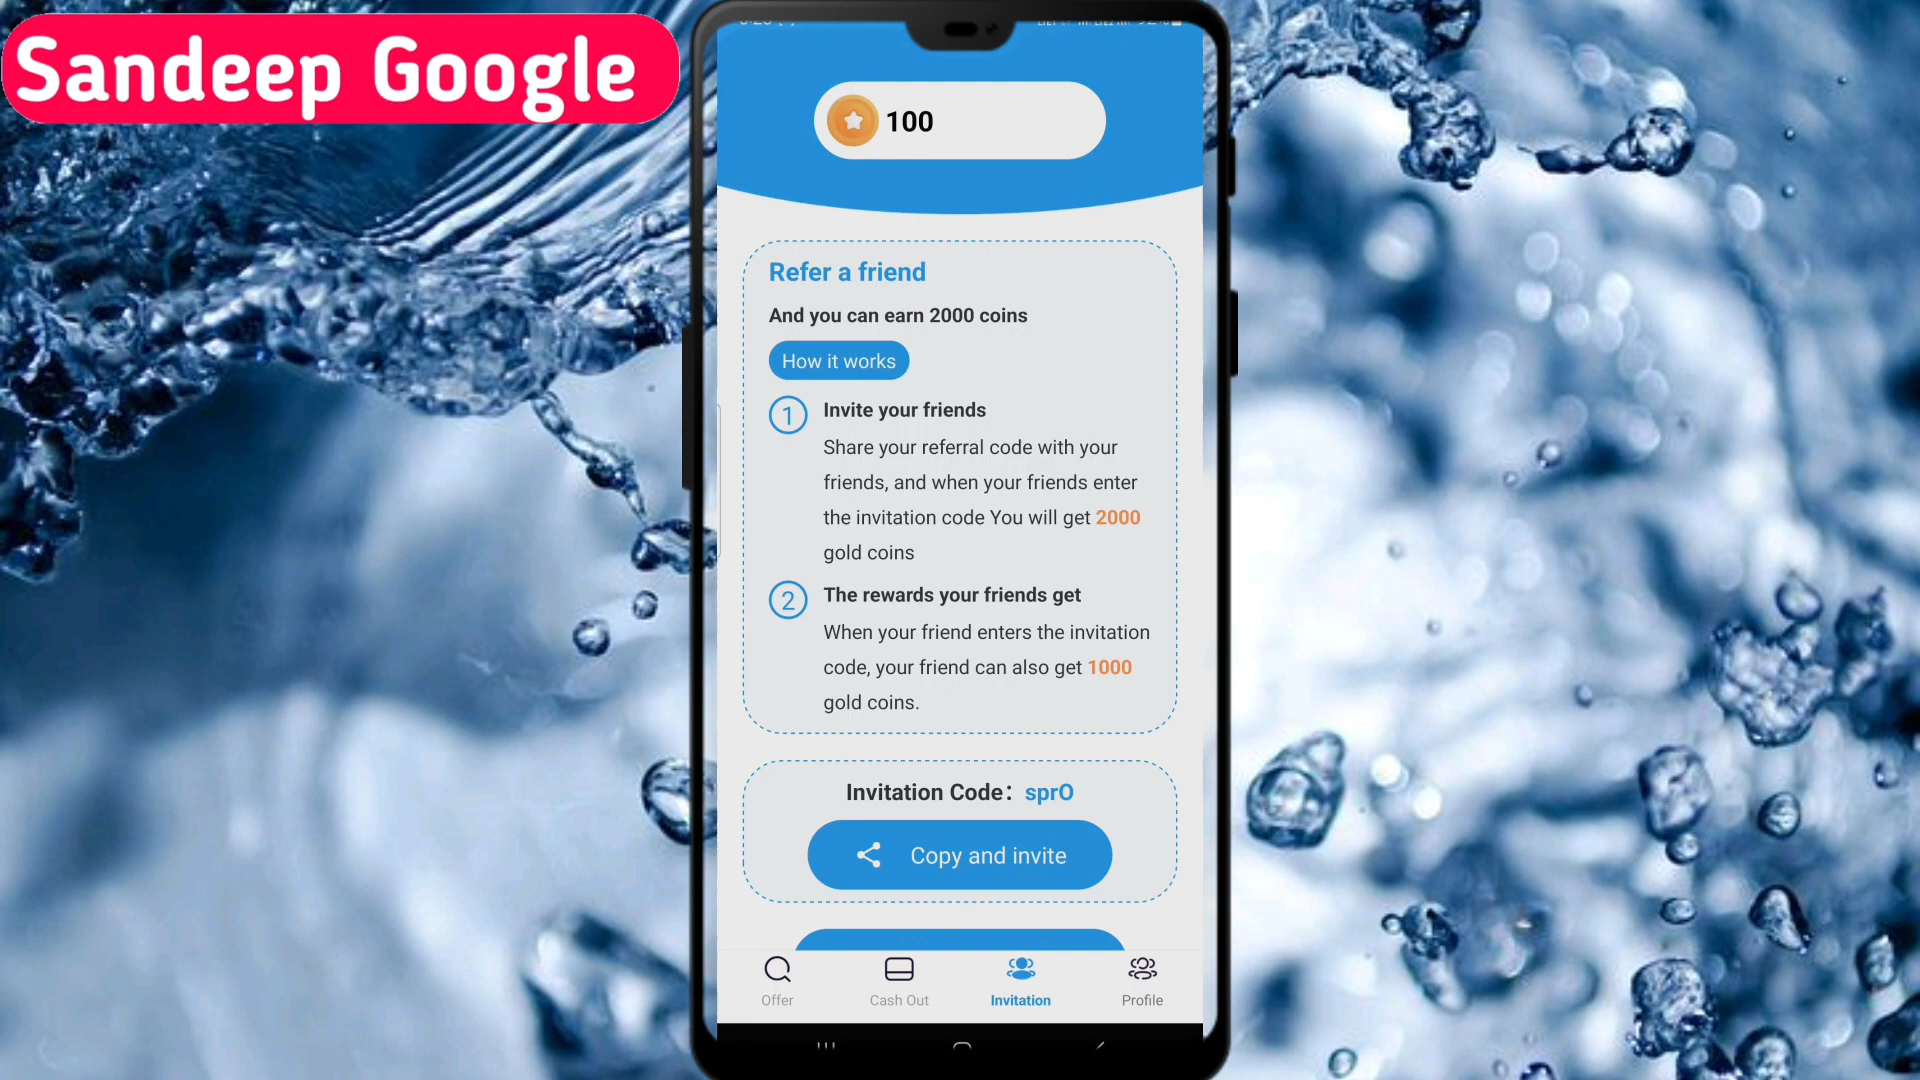 Sandeep Google
100
Refer a friend
And you can earn 2000 coins
How it works
1 Invite your friends
Share your referral code with your
friends, and when your friends enter
the invitation code You will get 2000
gold coins
2 The rewards your friends get
When your friend enters the invitation
code, your friend can also get 1000
gold coins.
Invitation Code: sprO
Copy and invite
Offer Cash Out Invitation Profile